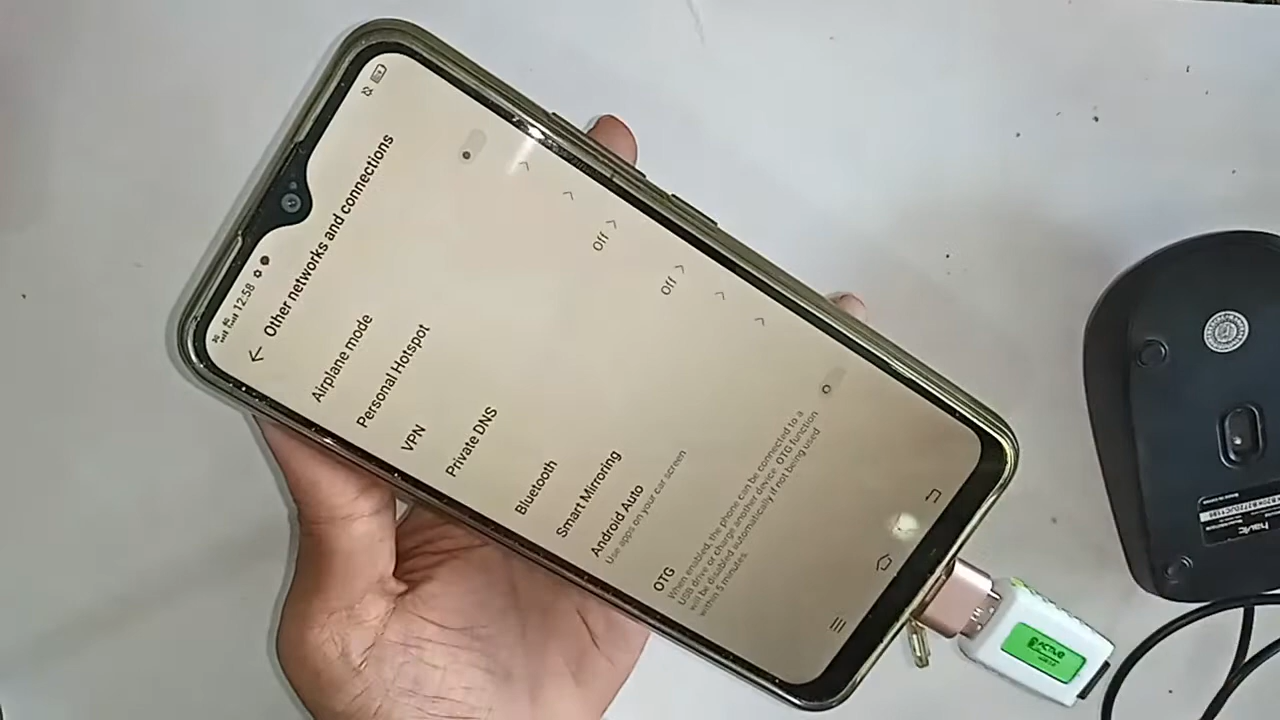 12:58
Other networks and connections
Airplane mode
Personal Hotspot
VPN
Private DNS
Off
Bluetooth
Off
Smart Mirroring
Android Auto
Use apps on your car screen
OTG
When enabled, the phone can be connected to a
USB drive or charge another device. OTG function
will be disabled automatically if not being used
within 5 minutes.
ACTIVE
havit